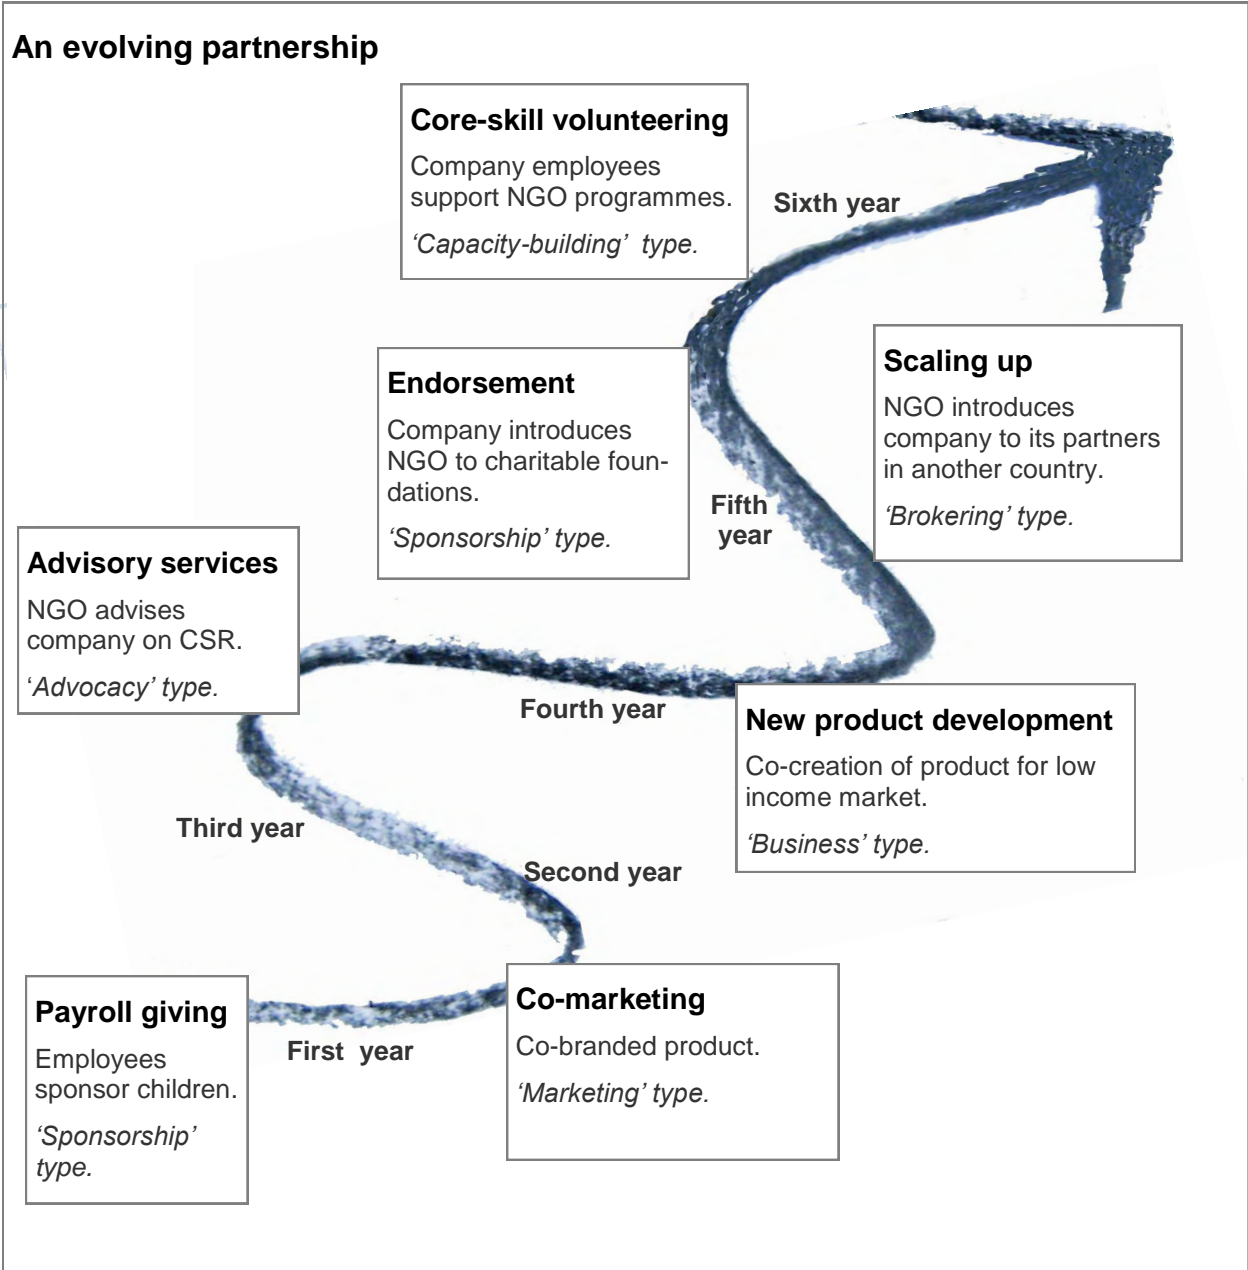 An evolving partnership
Core-skill volunteering
Company employees
support NGO programmes.
‘Capacity-building’ type.
Sixth year
Endorsement
Company introduces
NGO to charitable foun-
dations.
‘Sponsorship’ type.
Scaling up
NGO introduces
company to its partners
in another country.
‘Brokering’ type.
Fifth
year
Advisory services
NGO advises
company on CSR.
‘Advocacy’ type.
Fourth year
New product development
Co-creation of product for low
income market.
‘Business’ type.
Third year
Second year
Payroll giving
Employees
sponsor children.
‘Sponsorship’
type.
First year
Co-marketing
Co-branded product.
‘Marketing’ type.